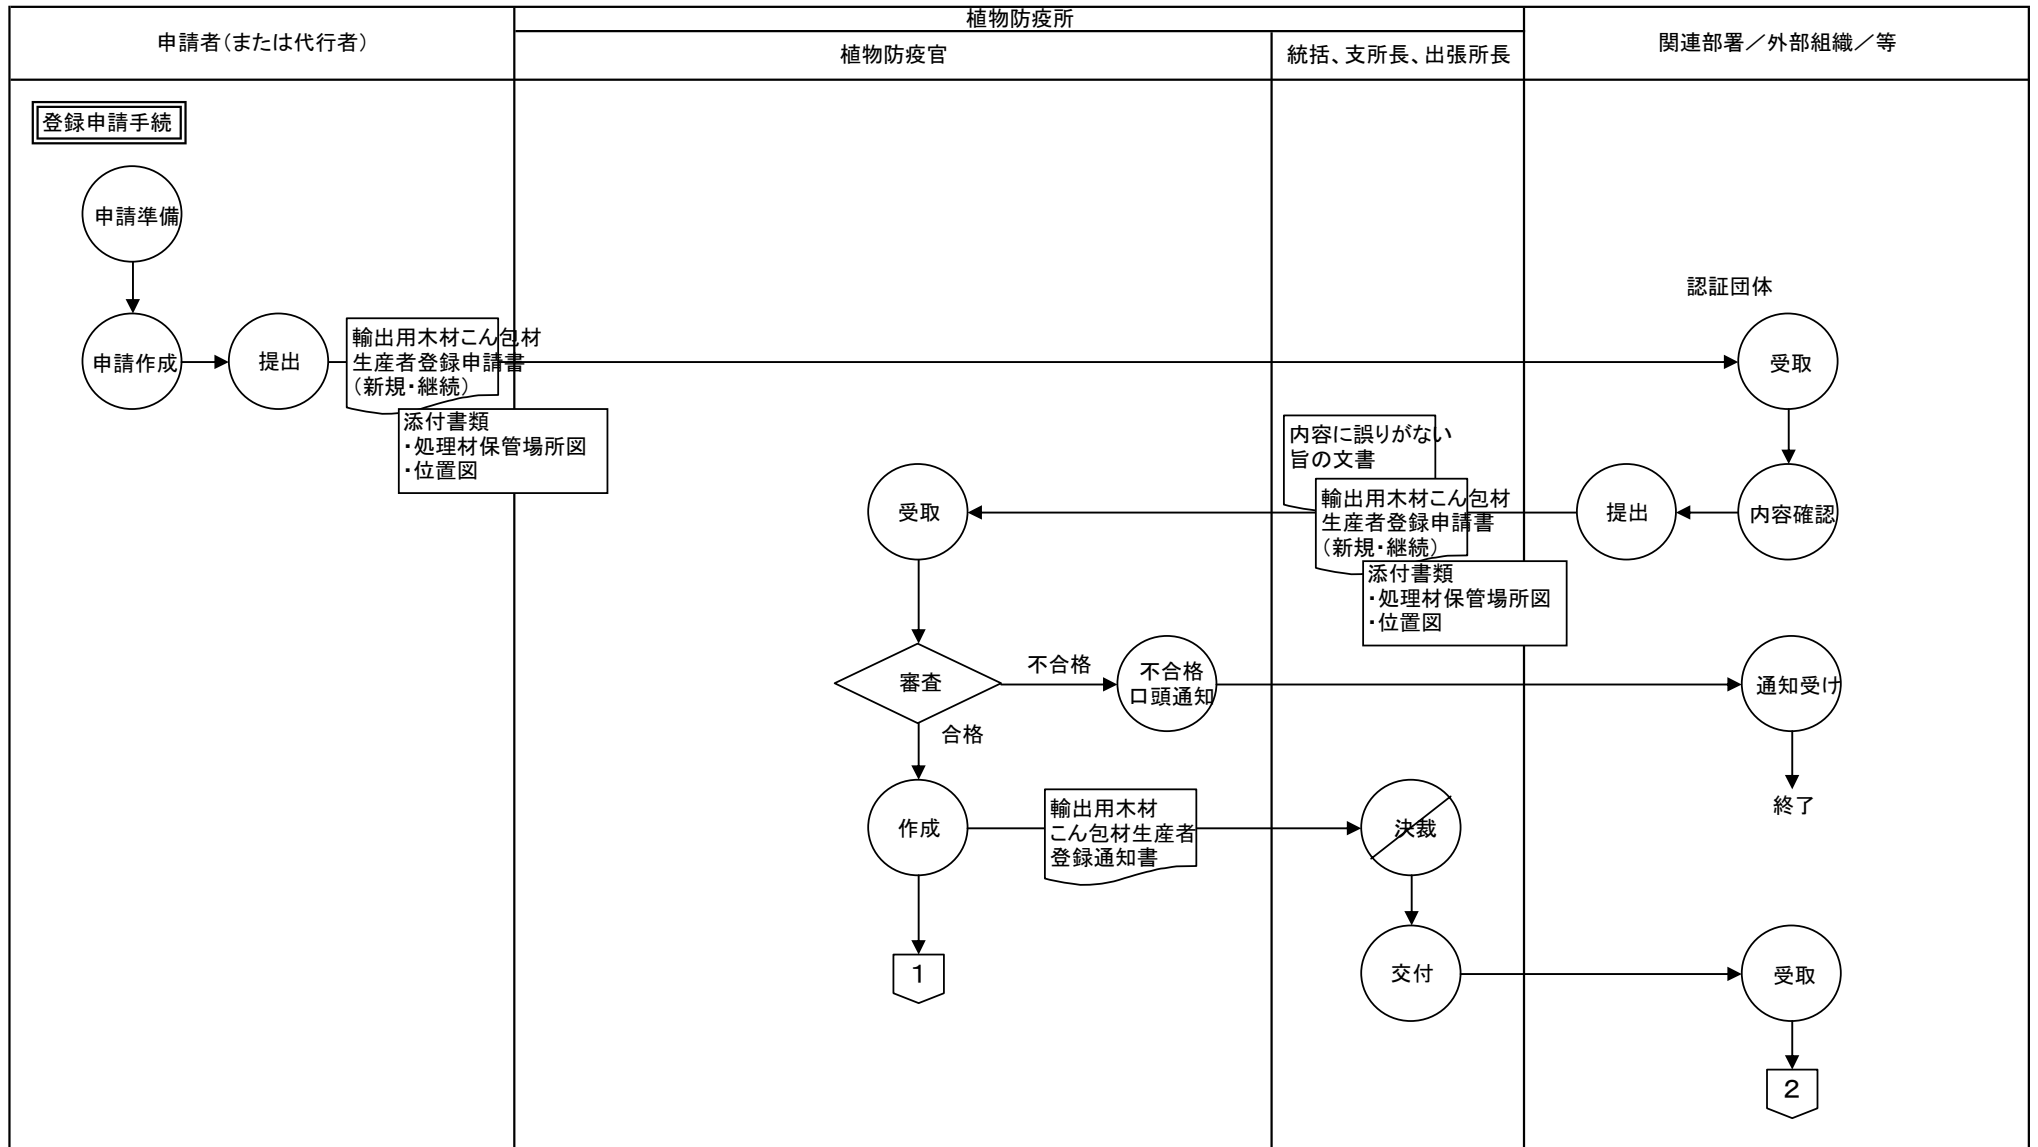 植物防疫所
申請者（または代行者）
植物防疫官
統括、支所長、出張所長
関連部署／外部組織／等
登録申請手続
申請準備
認証団体
申請作成
提出
輸出用木材こん包材
生産者登録申請書
（新規・継続）
添付書類
・処理材保管場所図
・位置図
受取
内容確認
提出
内容に誤りがない
旨の文書
輸出用木材こん包材
生産者登録申請書
（新規・継続）
添付書類
・処理材保管場所図
・位置図
受取
審査
不合格
不合格
口頭通知
通知受け
終了
合格
作成
輸出用木材
こん包材生産者
登録通知書
決裁
1
交付
受取
2